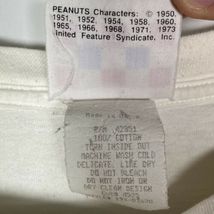 PEANUTS Characters: © 1950,
1951, 1952, 1954, 1958, 1960,
1965, 1966, 1968, 1971, 1973
United Feature Syndicate, Inc.
Made in
100% COTTON
TURN INSIDE OUT
MACHINE WASH COLD
DELICATE. LINE DRY
DO NOT BLEACH
DO NOT IRON OR
DRY CLEAN DESIGN